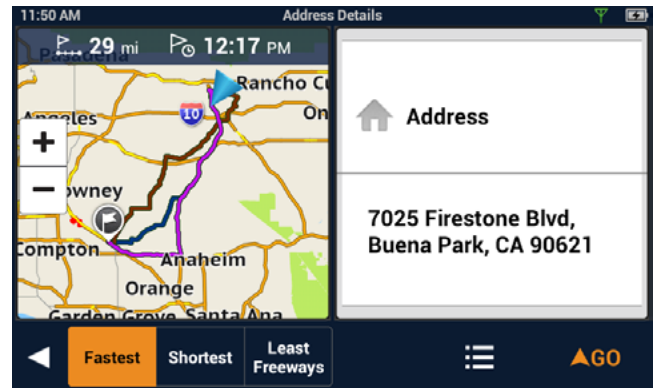 11:50 AM
Address Details
29 mi
12:17 PM
Pasadena
Rancho Cu
Angeles
10
On
+
−
owney
Compton
Anaheim
Orange
Garden Grove
Santa Ana
Address
7025 Firestone Blvd,
Buena Park, CA 90621
Fastest
Shortest
Least
Freeways
GO